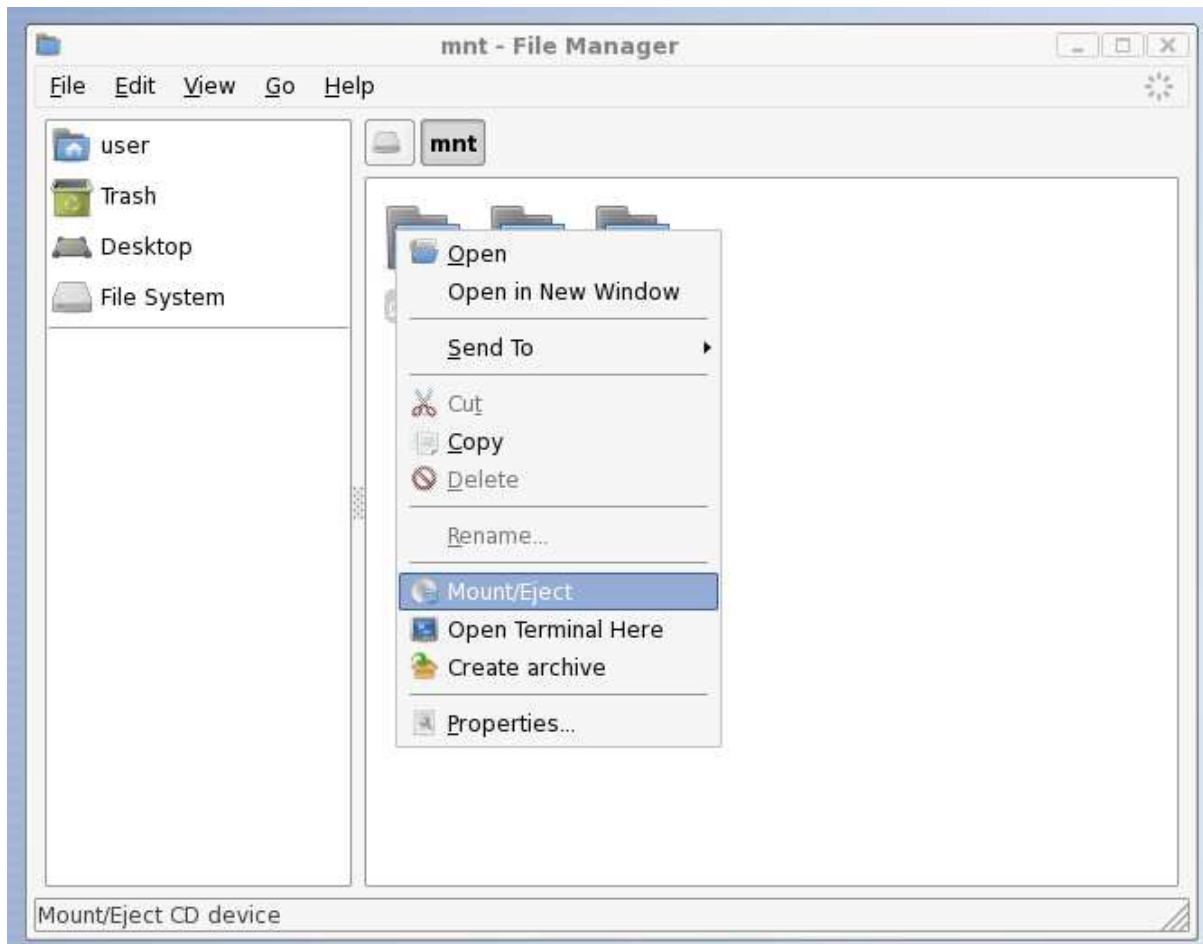 mnt - File Manager
File Edit View Go Help
user
Trash
Desktop
File System
mnt
Open
Open in New Window
Send To
Cut
Copy
Delete
Rename...
Mount/Eject
Open Terminal Here
Create archive
Properties...
Mount/Eject CD device